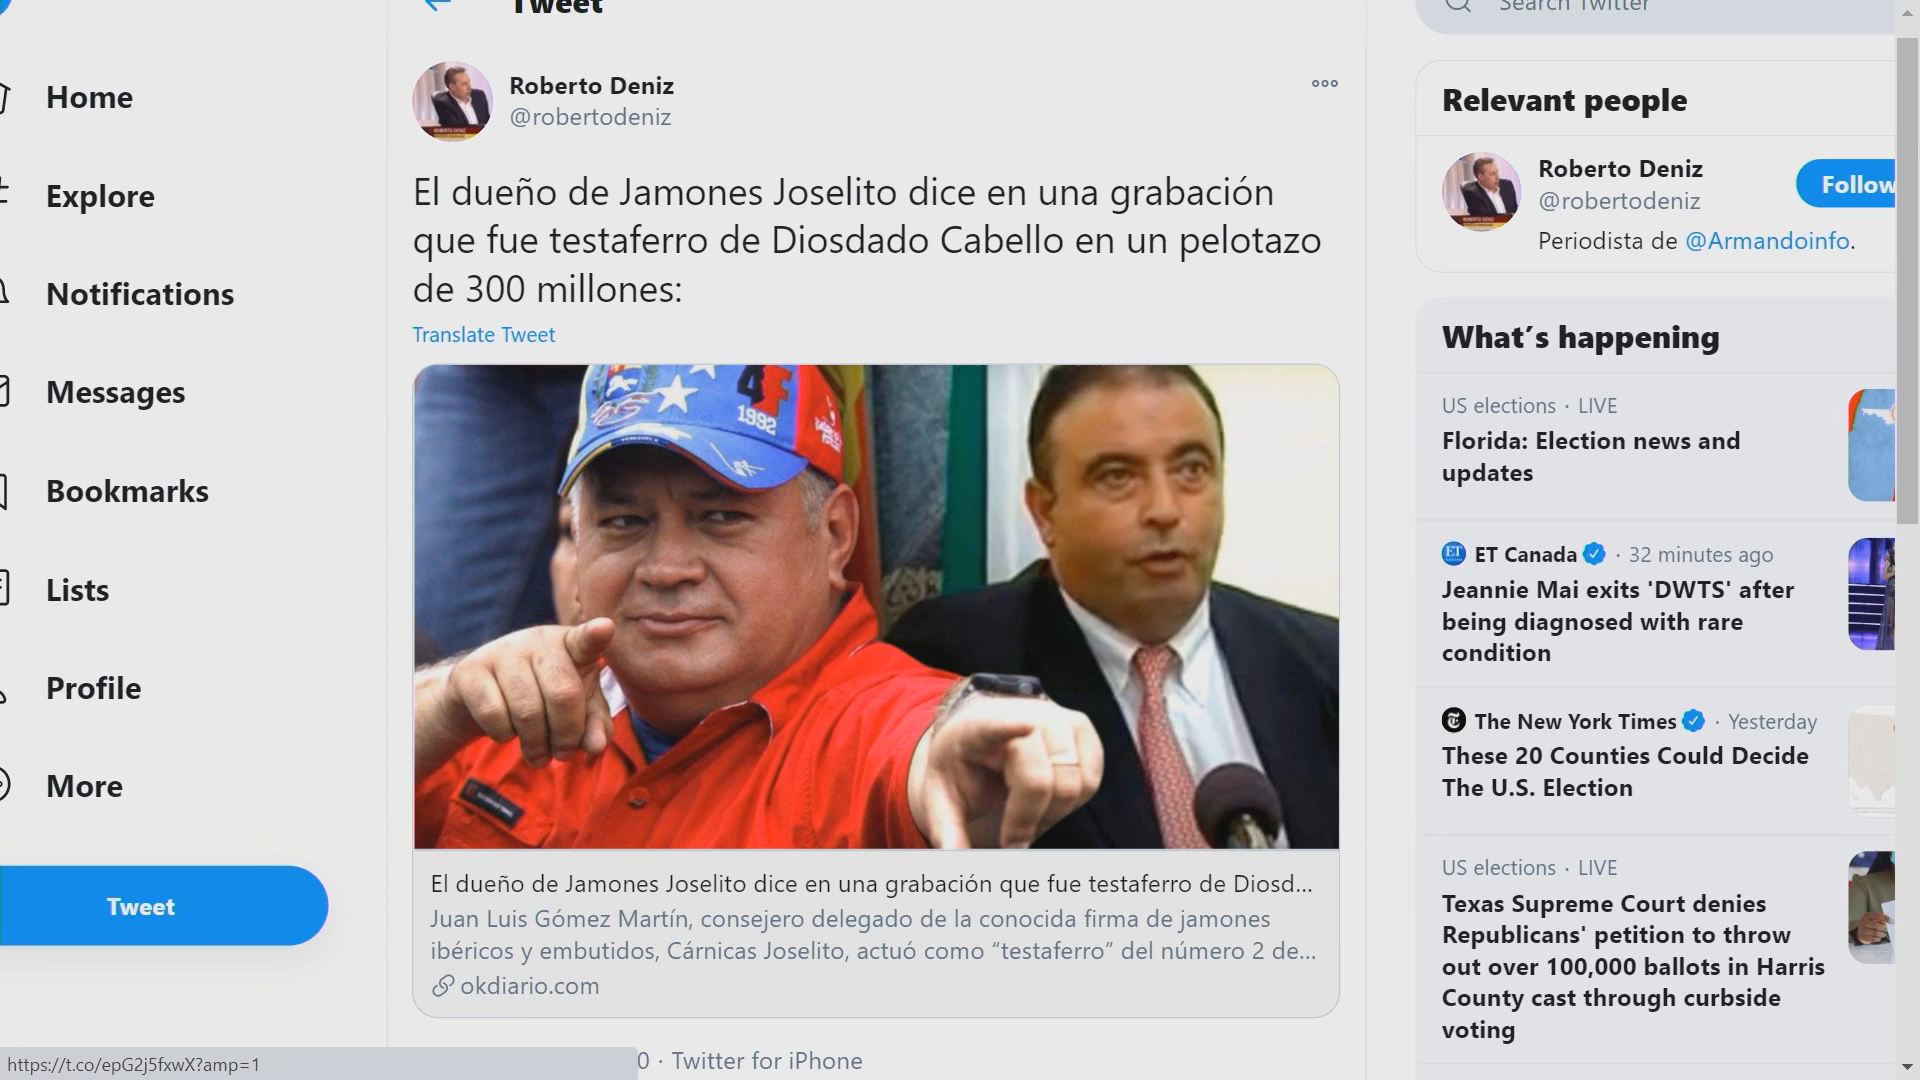 Tweet
Search Twitter
Home
Explore
Notifications
Messages
Bookmarks
Lists
Profile
More
Tweet
Roberto Deniz
@robertodeniz
El dueño de Jamones Joselito dice en una grabación
que fue testaferro de Diosdado Cabello en un pelotazo
de 300 millones:
Translate Tweet
4F
1992
El dueño de Jamones Joselito dice en una grabación que fue testaferro de Diosd...
Juan Luis Gómez Martín, consejero delegado de la conocida firma de jamones
ibéricos y embutidos, Cárnicas Joselito, actuó como “testaferro” del número 2 de...
okdiario.com
0 · Twitter for iPhone
https://t.co/epG2j5fxwX?amp=1
Relevant people
Roberto Deniz
@robertodeniz
Follow
Periodista de @Armandoinfo.
What’s happening
US elections · LIVE
Florida: Election news and
updates
ET Canada · 32 minutes ago
Jeannie Mai exits 'DWTS' after
being diagnosed with rare
condition
The New York Times · Yesterday
These 20 Counties Could Decide
The U.S. Election
US elections · LIVE
Texas Supreme Court denies
Republicans' petition to throw
out over 100,000 ballots in Harris
County cast through curbside
voting